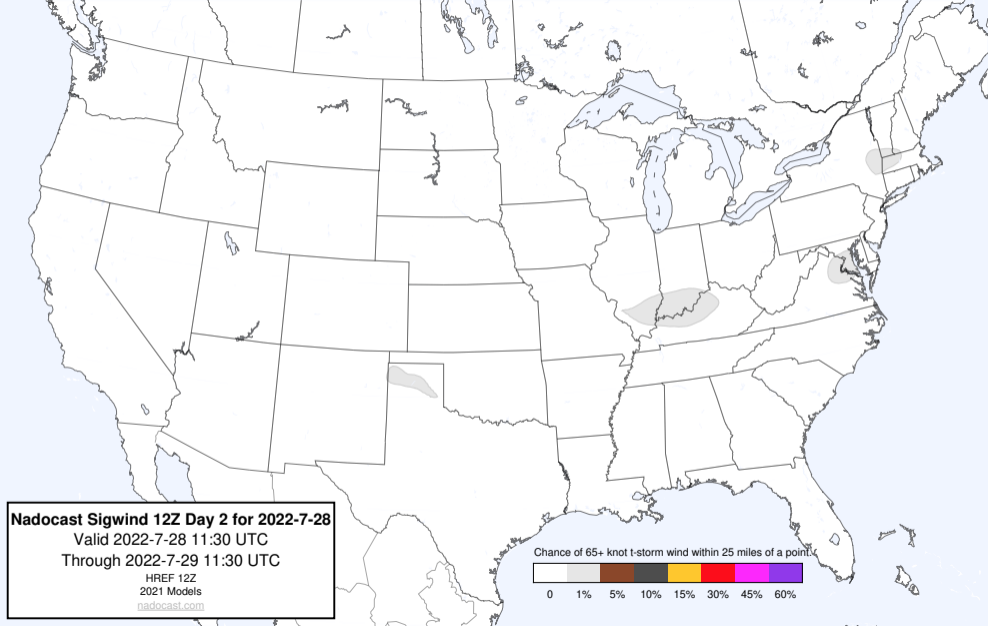 Nadocast Sigwind 12Z Day 2 for 2022-7-28
Valid 2022-7-28 11:30 UTC
Through 2022-7-29 11:30 UTC
HREF 12Z
2021 Models
nadocast.com
Chance of 65+ knot t-storm wind within 25 miles of a point.
0 1% 5% 10% 15% 30% 45% 60%